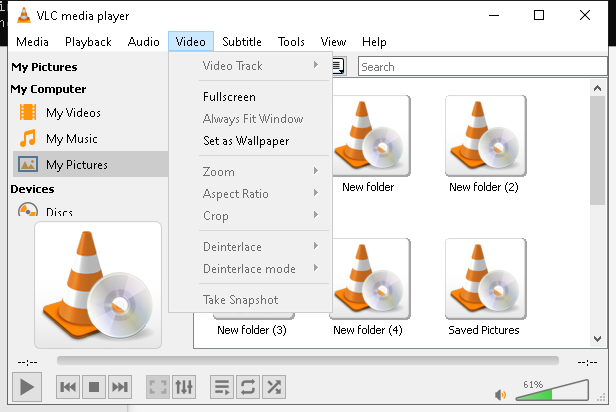 VLC media player
Media Playback Audio Video Subtitle Tools View Help
My Pictures
My Computer
My Videos
My Music
My Pictures
Devices
Discs
Video Track
Fullscreen
Always Fit Window
Set as Wallpaper
Zoom
Aspect Ratio
Crop
Deinterlace
Deinterlace mode
Take Snapshot
Search
New folder
New folder (2)
New folder (3)
New folder (4)
Saved Pictures
--:--
--:--
61%